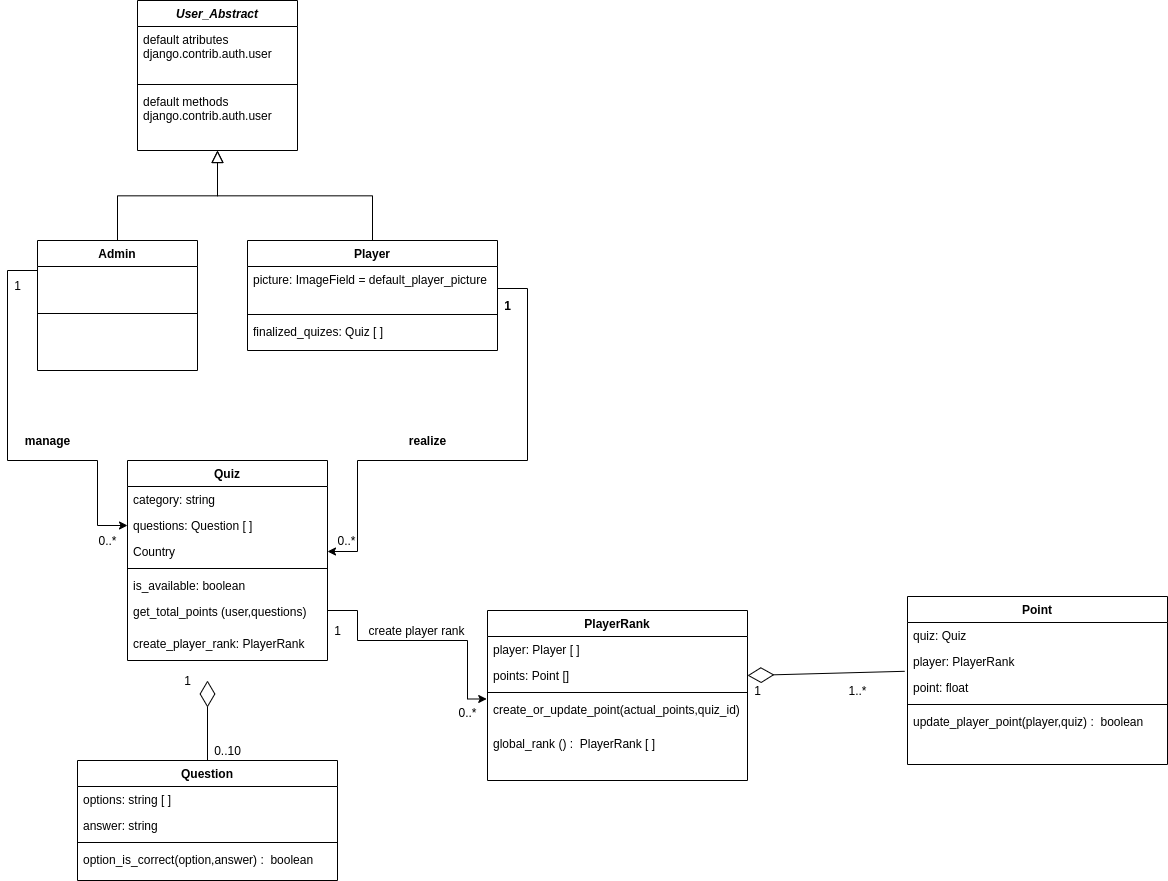 User_Abstract
default atributes
django.contrib.auth.user
default methods
django.contrib.auth.user
Admin
1
Player
picture: ImageField = default_player_picture
finalized_quizes: Quiz [ ]
1
manage
realize
Quiz
category: string
questions: Question [ ]
Country
is_available: boolean
get_total_points (user,questions)
create_player_rank: PlayerRank
0..*
0..*
1
create player rank
0..*
PlayerRank
player: Player [ ]
points: Point []
create_or_update_point(actual_points,quiz_id)
global_rank () : PlayerRank [ ]
1
1..*
Point
quiz: Quiz
player: PlayerRank
point: float
update_player_point(player,quiz) : boolean
1
0..10
Question
options: string [ ]
answer: string
option_is_correct(option,answer) : boolean